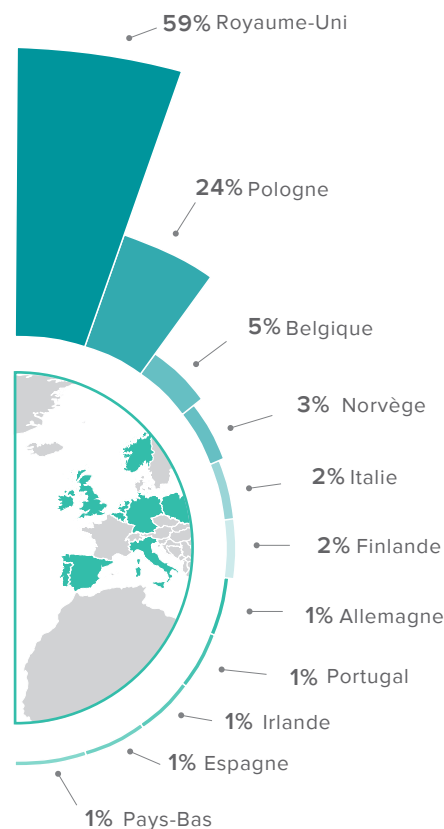 59% Royaume-Uni
24% Pologne
5% Belgique
3% Norvège
2% Italie
2% Finlande
1% Allemagne
1% Portugal
1% Irlande
1% Espagne
1% Pays-Bas